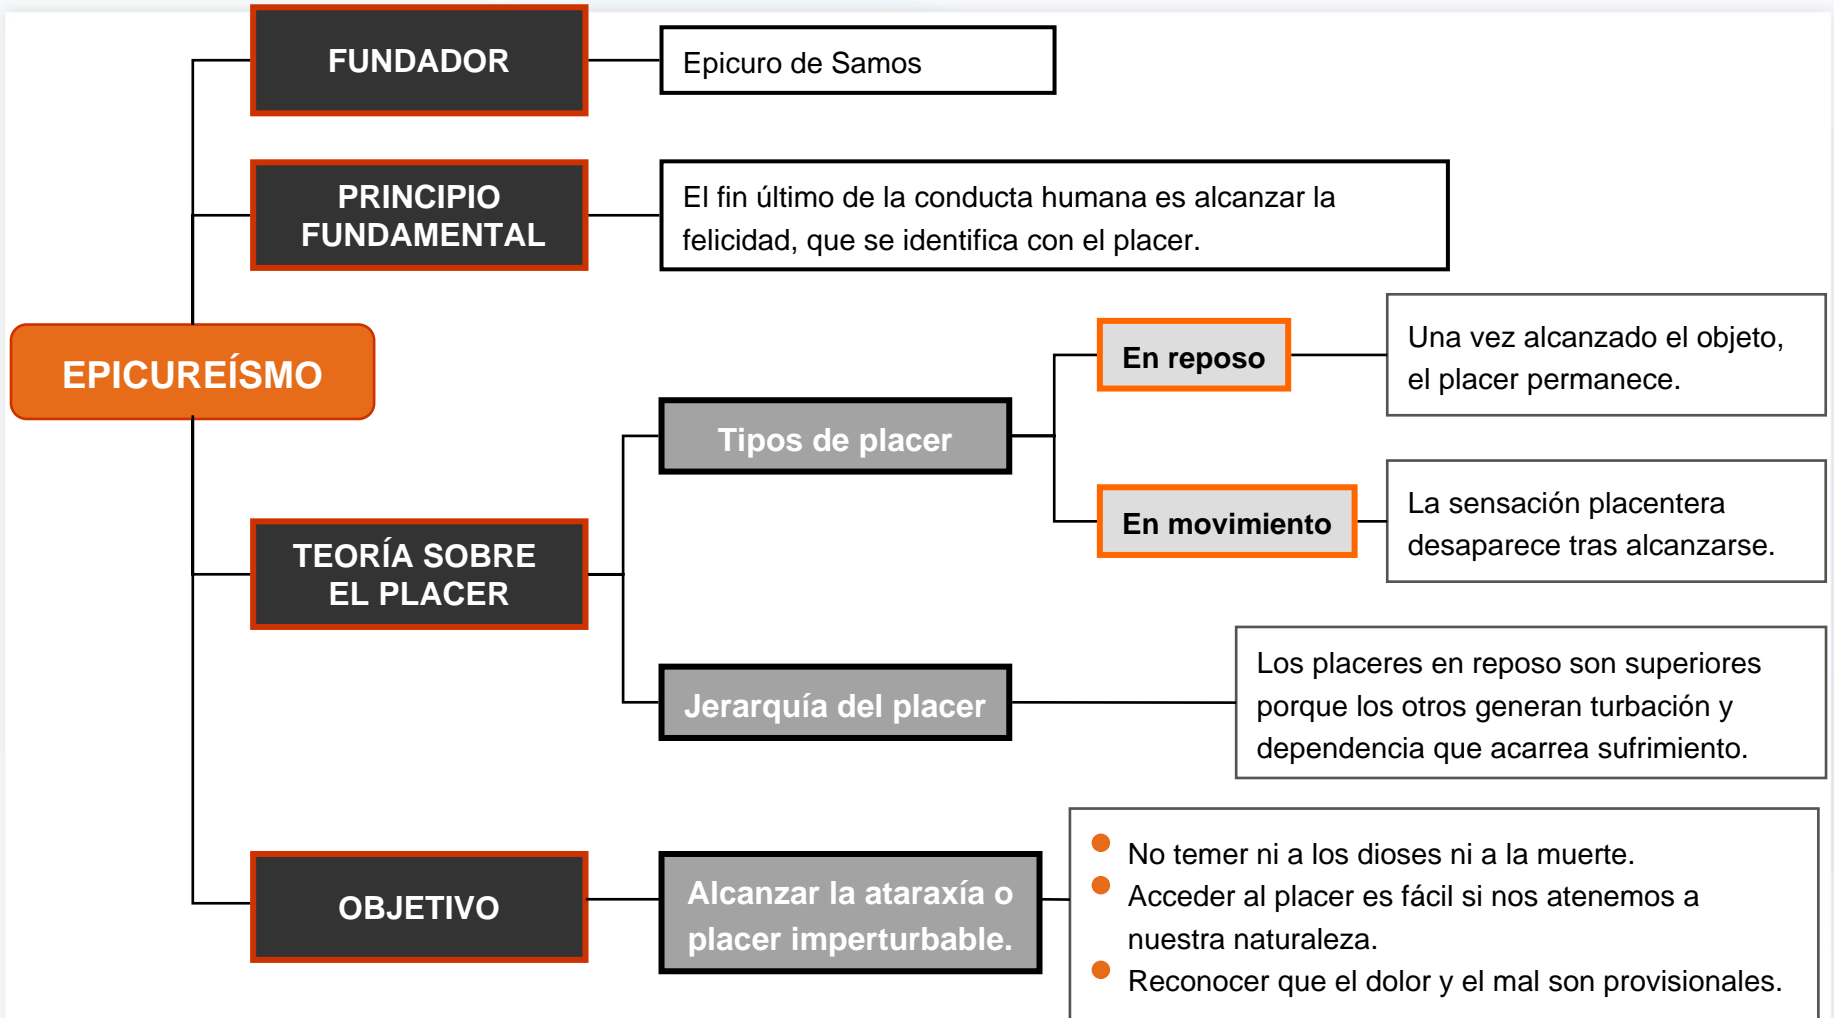 FUNDADOR
Epicuro de Samos
PRINCIPIO
FUNDAMENTAL
El fin último de la conducta humana es alcanzar la
felicidad, que se identifica con el placer.
EPICUREÍSMO
En reposo
Una vez alcanzado el objeto,
el placer permanece.
Tipos de placer
En movimiento
La sensación placentera
desaparece tras alcanzarse.
TEORÍA SOBRE
EL PLACER
Jerarquía del placer
Los placeres en reposo son superiores
porque los otros generan turbación y
dependencia que acarrea sufrimiento.
OBJETIVO
Alcanzar la ataraxía o
placer imperturbable.
No temer ni a los dioses ni a la muerte.
Acceder al placer es fácil si nos atenemos a
nuestra naturaleza.
Reconocer que el dolor y el mal son provisionales.